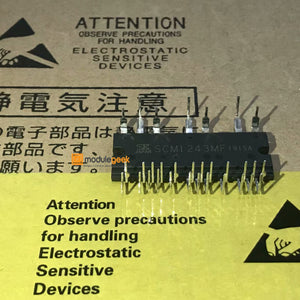 ATTENTION
OBSERVE PRECAUTIONS
FOR HANDLING
ELECTROSTATIC
SENSITIVE
DEVICES
静電気注意
の電子部品は
願います。
SCM1243MF
modulegeek
Attention
Observe precautions
for handling
Electrostatic
Sensitive
Devices